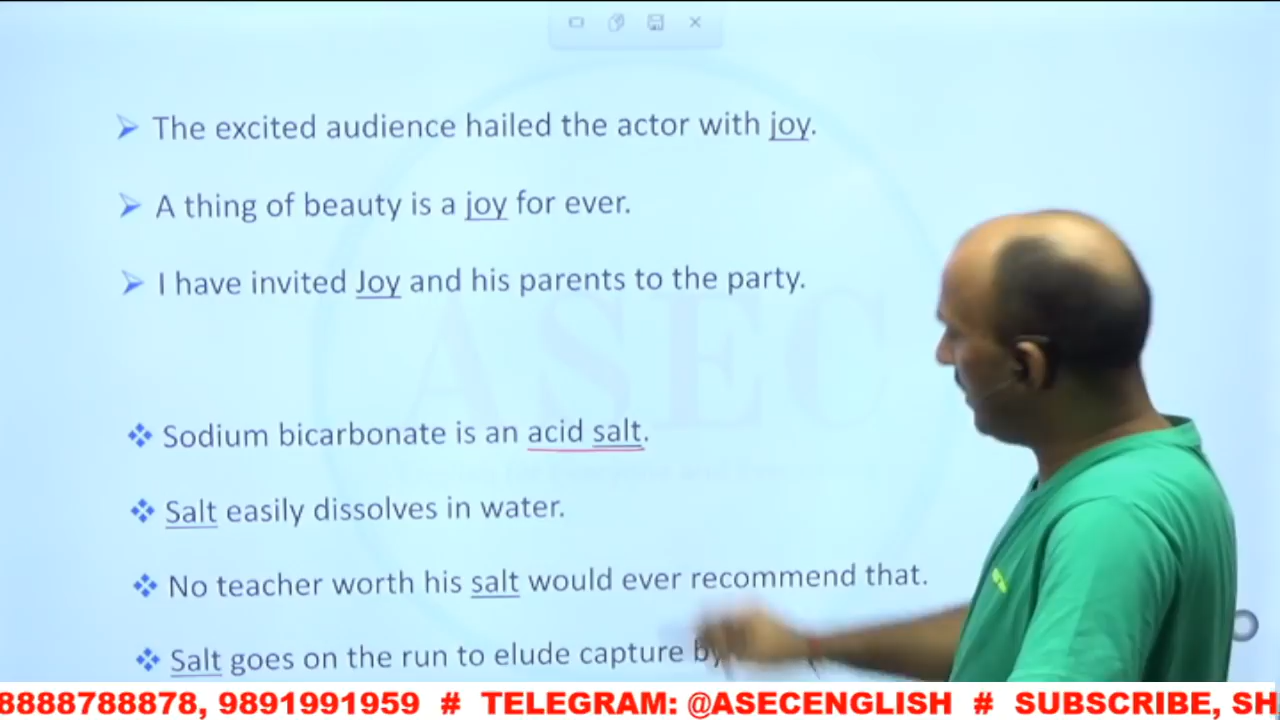 The excited audience hailed the actor with joy.
A thing of beauty is a joy for ever.
I have invited Joy and his parents to the party.
ASEC
Sodium bicarbonate is an acid salt.
Salt easily dissolves in water.
No teacher worth his salt would ever recommend that.
Salt goes on the run to elude capture by
8888788878, 9891991959 # TELEGRAM: @ASECENGLISH # SUBSCRIBE, SH